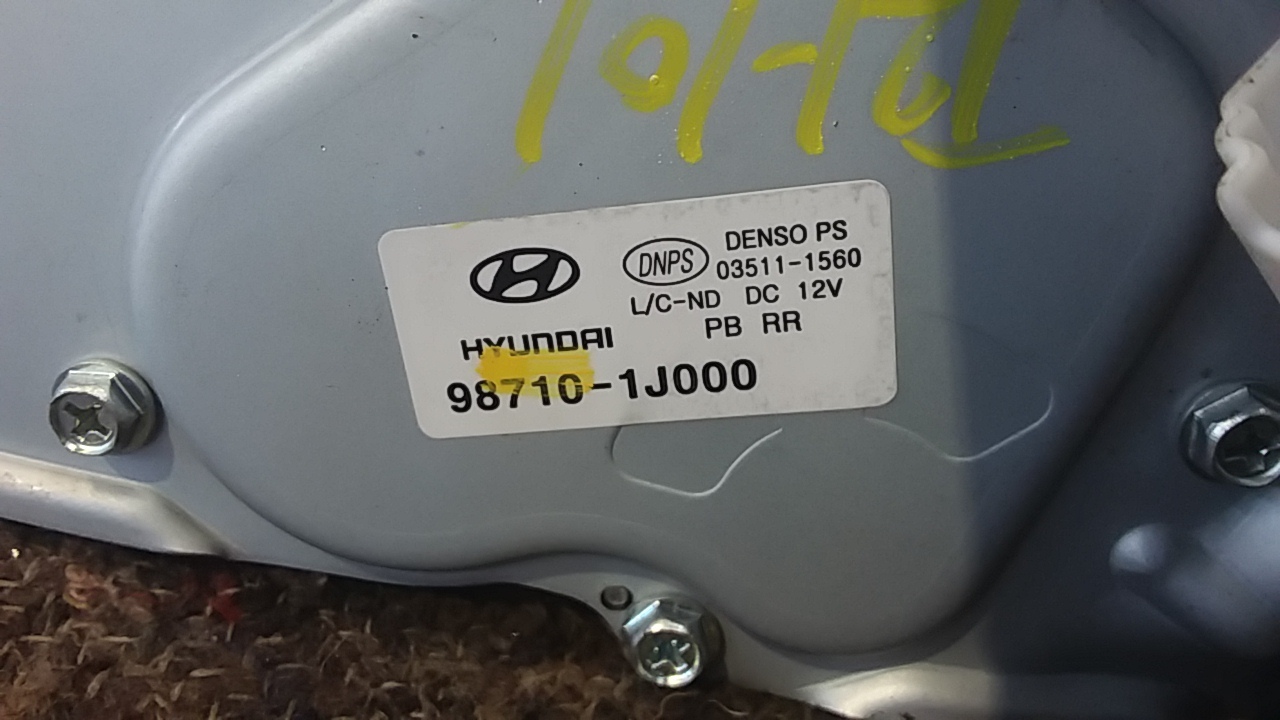 DNPS
DENSO PS
03511-1560
L/C-ND DC 12V
PB RR
HYUNDAI
98710-1J000